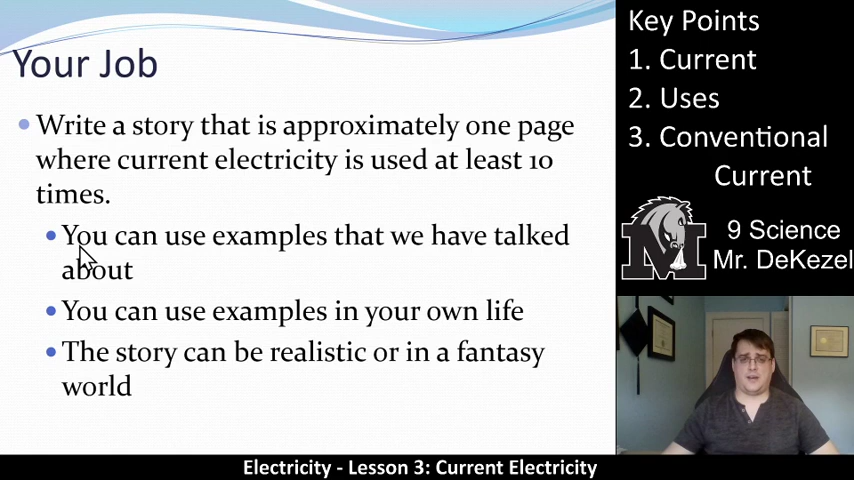 Your Job
Write a story that is approximately one page
where current electricity is used at least 10
times.
You can use examples that we have talked
about
You can use examples in your own life
The story can be realistic or in a fantasy
world
Key Points
1. Current
2. Uses
3. Conventional
Current
M
9 Science
Mr. DeKezel
Electricity - Lesson 3: Current Electricity